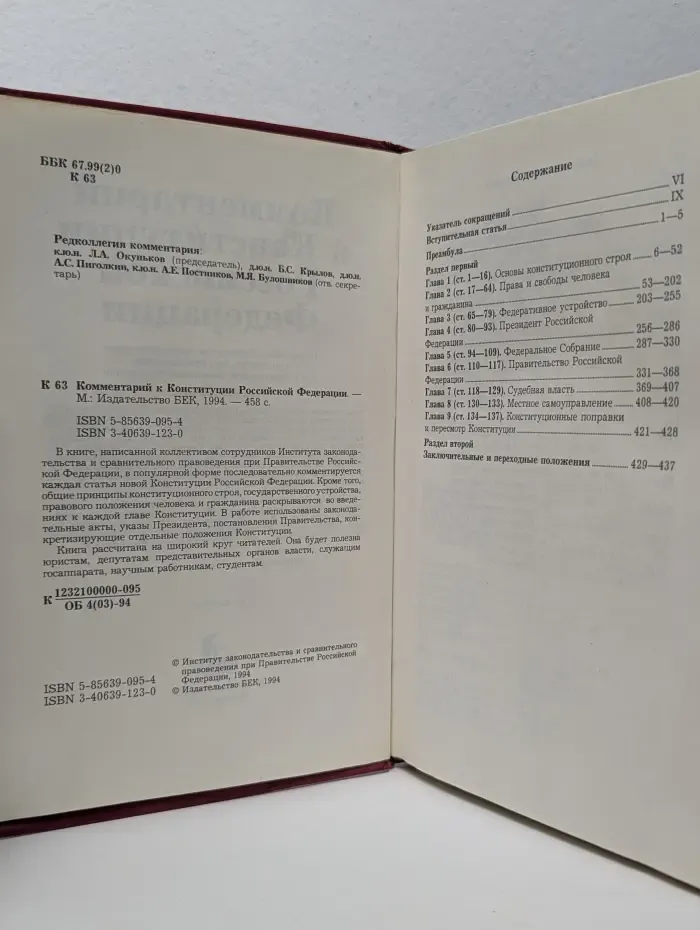 ББК 67.99(2)0
К 63
Редколлегия комментария:
к.ю.н. Л.А. Окуньков (председатель), д.ю.н. Б.С. Крылов, д.ю.н.
А.С. Пиголкин, к.ю.н. А.Е. Постников, М.Я. Булошников (отв. секре-
тарь)
К 63 Комментарий к Конституции Российской Федерации. —
М.: Издательство БЕК, 1994. — 458 с.
ISBN 5-85639-095-4
ISBN 3-40639-123-0
В книге, написанной коллективом сотрудников Института законода-
тельства и сравнительного правоведения при Правительстве Россий-
ской Федерации, в популярной форме последовательно комментируется
каждая статья новой Конституции Российской Федерации. Кроме того,
общие принципы конституционного строя, государственного устройства,
правового положения человека и гражданина раскрываются во введе-
ниях к каждой главе Конституции. В работе использованы законода-
тельные акты, указы Президента, постановления Правительства, кон-
кретизирующие отдельные положения Конституции.
Книга рассчитана на широкий круг читателей. Она будет полезна
юристам, депутатам представительных органов власти, служащим
госаппарата, научным работникам, студентам.
К 1232100000-095
ОБ 4(03)-94
© Институт законодательства и сравнительного
правоведения при Правительстве Российской
Федерации, 1994
© Издательство БЕК, 1994
ISBN 5-85639-095-4
ISBN 3-40639-123-0
Содержание
Указатель сокращений VI
Вступительная статья IX
Преамбула 1—5
Раздел первый
Глава 1 (ст. 1—16). Основы конституционного строя 6—52
Глава 2 (ст. 17—64). Права и свободы человека
и гражданина 53—202
Глава 3 (ст. 65—79). Федеративное устройство 203—255
Глава 4 (ст. 80—93). Президент Российской
Федерации 256—286
Глава 5 (ст. 94—109). Федеральное Собрание 287—330
Глава 6 (ст. 110—117). Правительство Российской
Федерации 331—368
Глава 7 (ст. 118—129). Судебная власть 369—407
Глава 8 (ст. 130—133). Местное самоуправление 408—420
Глава 9 (ст. 134—137). Конституционные поправки
и пересмотр Конституции 421—428
Раздел второй
Заключительные и переходные положения 429—437